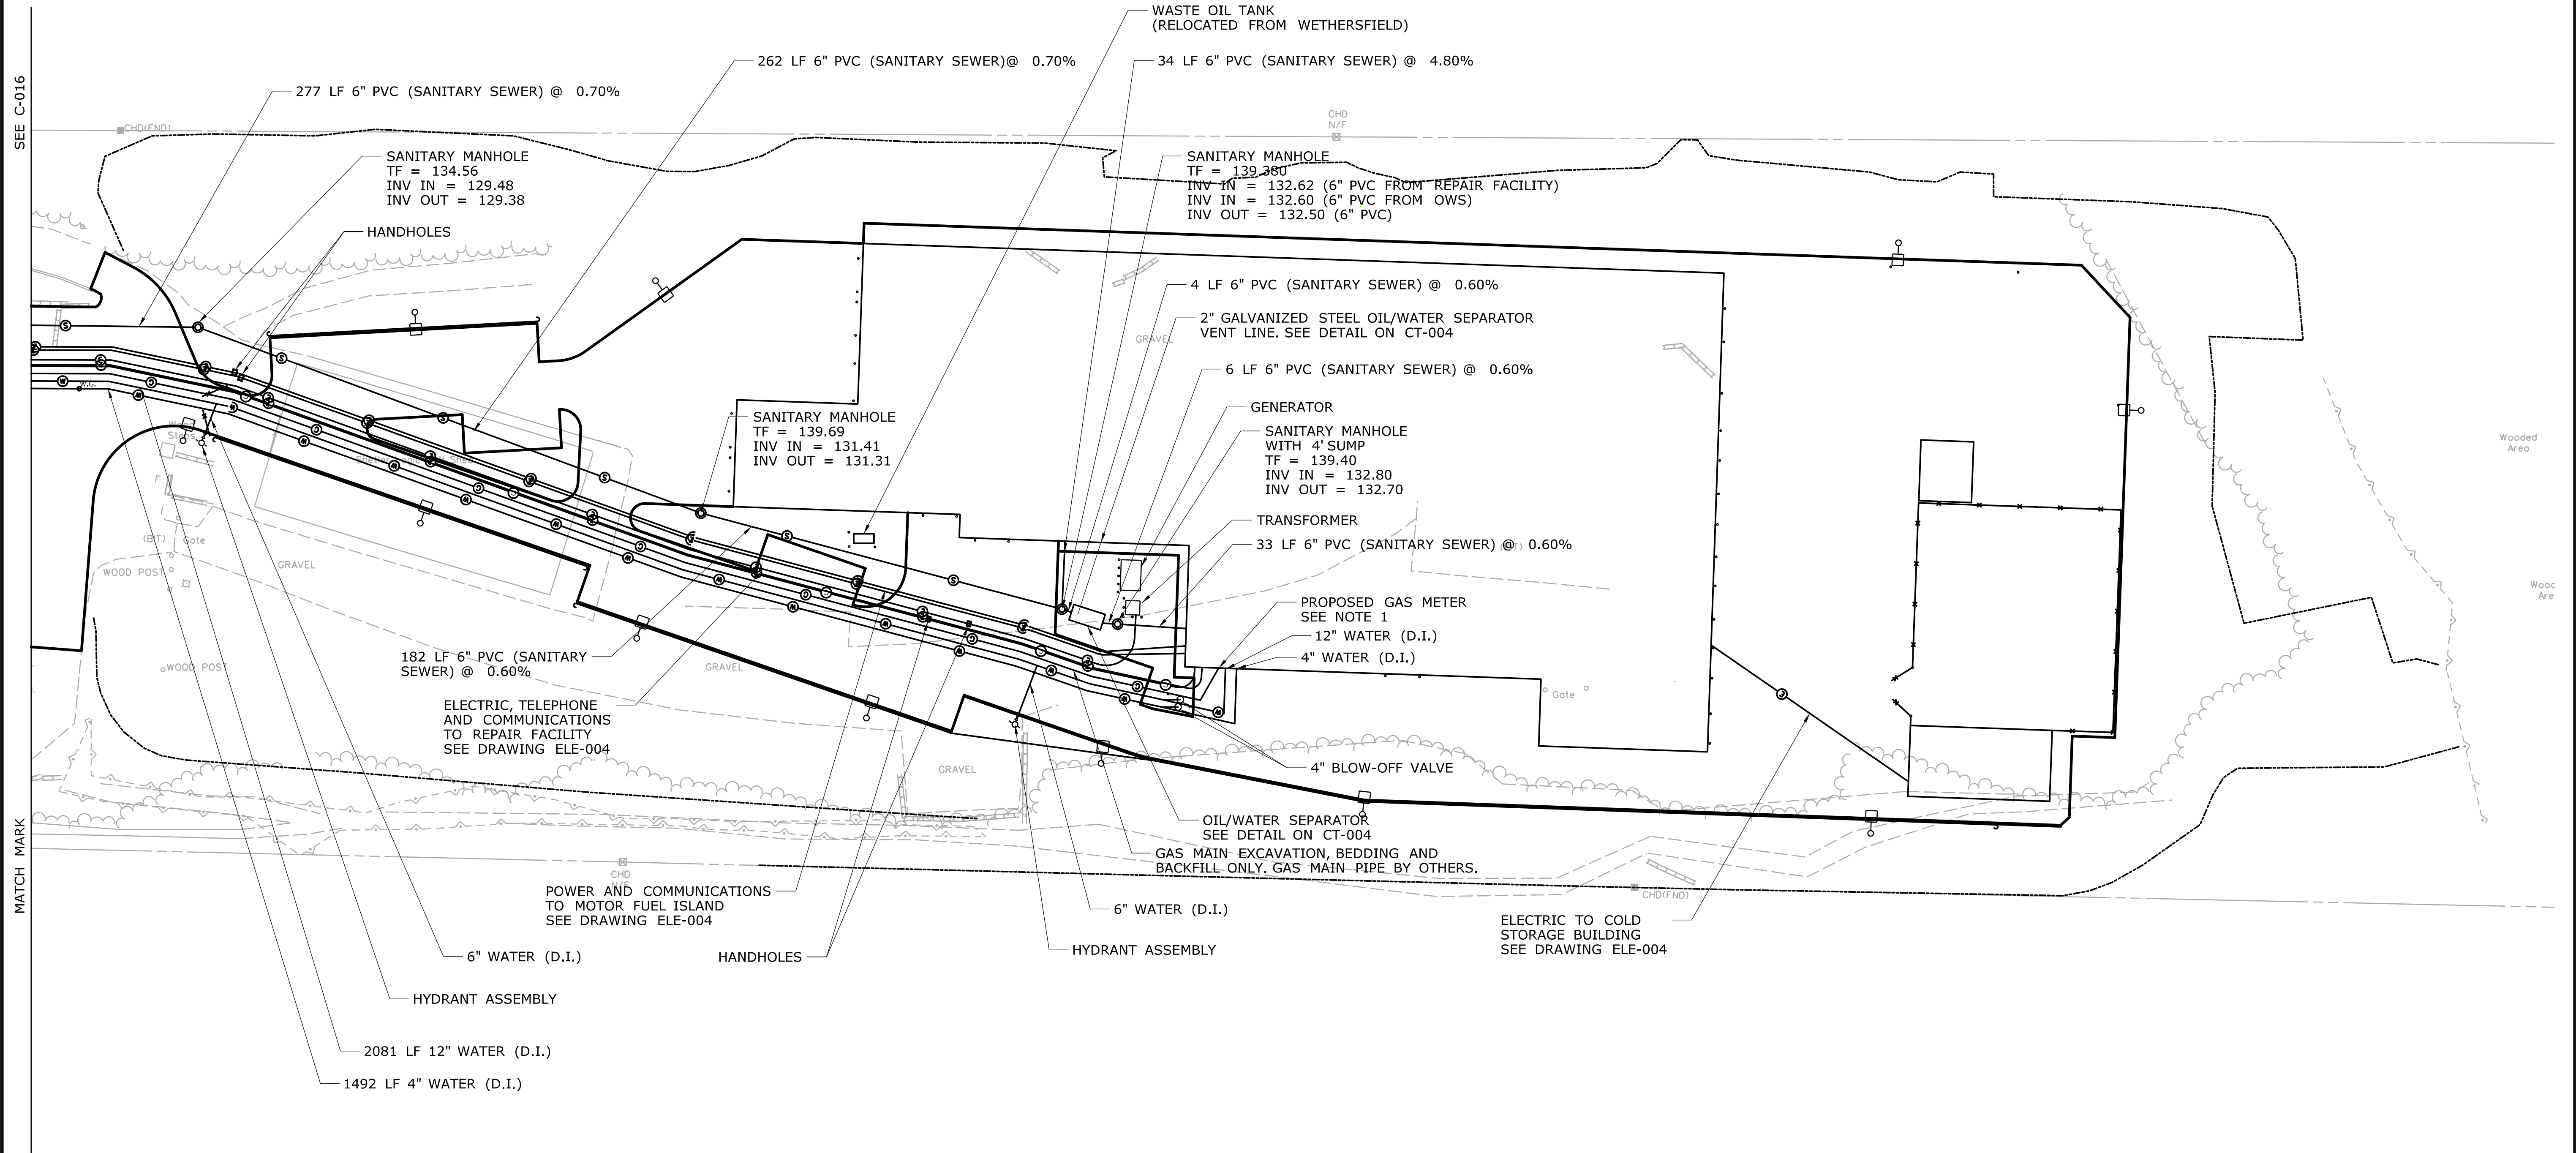 WASTE OIL TANK
(RELOCATED FROM WETHERSFIELD)
262 LF 6" PVC (SANITARY SEWER)@ 0.70%
34 LF 6" PVC (SANITARY SEWER) @ 4.80%
277 LF 6" PVC (SANITARY SEWER) @ 0.70%
SEE C-016
CHD(FND)
CHD
N/F
SANITARY MANHOLE
TF = 134.56
INV IN = 129.48
INV OUT = 129.38
SANITARY MANHOLE
TF = 139.380
INV IN = 132.62 (6" PVC FROM REPAIR FACILITY)
INV IN = 132.60 (6" PVC FROM OWS)
INV OUT = 132.50 (6" PVC)
HANDHOLES
4 LF 6" PVC (SANITARY SEWER) @ 0.60%
2" GALVANIZED STEEL OIL/WATER SEPARATOR
VENT LINE. SEE DETAIL ON CT-004
GRAVEL
6 LF 6" PVC (SANITARY SEWER) @ 0.60%
W.G.
GENERATOR
SANITARY MANHOLE
TF = 139.69
INV IN = 131.41
INV OUT = 131.31
SANITARY MANHOLE
WITH 4' SUMP
TF = 139.40
INV IN = 132.80
INV OUT = 132.70
Wooded
Area
Steps
TRANSFORMER
33 LF 6" PVC (SANITARY SEWER) @ 0.60%
(BIT)
Gate
GRAVEL
WOOD POST
PROPOSED GAS METER
SEE NOTE 1
12" WATER (D.I.)
4" WATER (D.I.)
182 LF 6" PVC (SANITARY
SEWER) @ 0.60%
WOOD POST
GRAVEL
Gate
ELECTRIC, TELEPHONE
AND COMMUNICATIONS
TO REPAIR FACILITY
SEE DRAWING ELE-004
GRAVEL
4" BLOW-OFF VALVE
OIL/WATER SEPARATOR
SEE DETAIL ON CT-004
GAS MAIN EXCAVATION, BEDDING AND
BACKFILL ONLY. GAS MAIN PIPE BY OTHERS.
MATCH MARK
CHD
N/F
CHD(FND)
POWER AND COMMUNICATIONS
TO MOTOR FUEL ISLAND
SEE DRAWING ELE-004
6" WATER (D.I.)
ELECTRIC TO COLD
STORAGE BUILDING
SEE DRAWING ELE-004
HYDRANT ASSEMBLY
6" WATER (D.I.)
HANDHOLES
HYDRANT ASSEMBLY
2081 LF 12" WATER (D.I.)
1492 LF 4" WATER (D.I.)